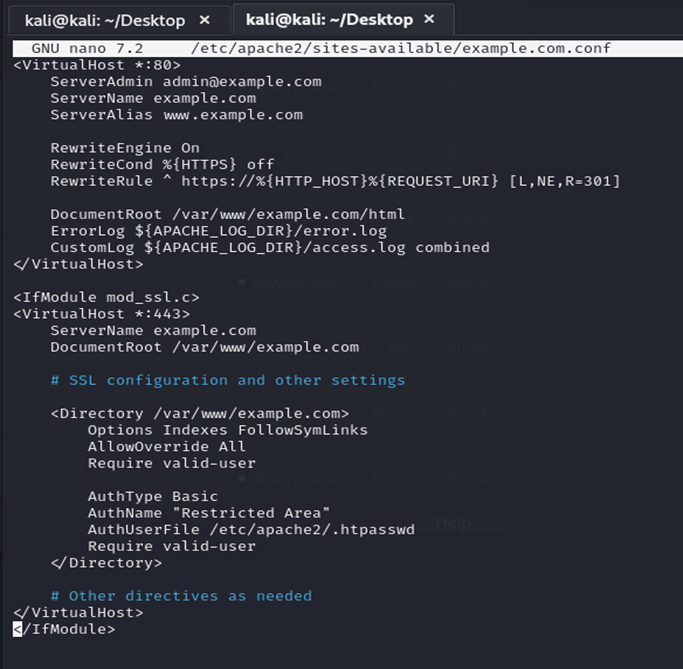 kali@kali: ~/Desktop × kali@kali: ~/Desktop ×
GNU nano 7.2 /etc/apache2/sites-available/example.com.conf
<VirtualHost *:80>
    ServerAdmin admin@example.com
    ServerName example.com
    ServerAlias www.example.com

    RewriteEngine On
    RewriteCond %{HTTPS} off
    RewriteRule ^ https://%{HTTP_HOST}%{REQUEST_URI} [L,NE,R=301]

    DocumentRoot /var/www/example.com/html
    ErrorLog ${APACHE_LOG_DIR}/error.log
    CustomLog ${APACHE_LOG_DIR}/access.log combined
</VirtualHost>

<IfModule mod_ssl.c>
<VirtualHost *:443>
    ServerName example.com
    DocumentRoot /var/www/example.com

    # SSL configuration and other settings

    <Directory /var/www/example.com>
        Options Indexes FollowSymLinks
        AllowOverride All
        Require valid-user

        AuthType Basic
        AuthName "Restricted Area"
        AuthUserFile /etc/apache2/.htpasswd
        Require valid-user
    </Directory>

    # Other directives as needed
</VirtualHost>
</IfModule>